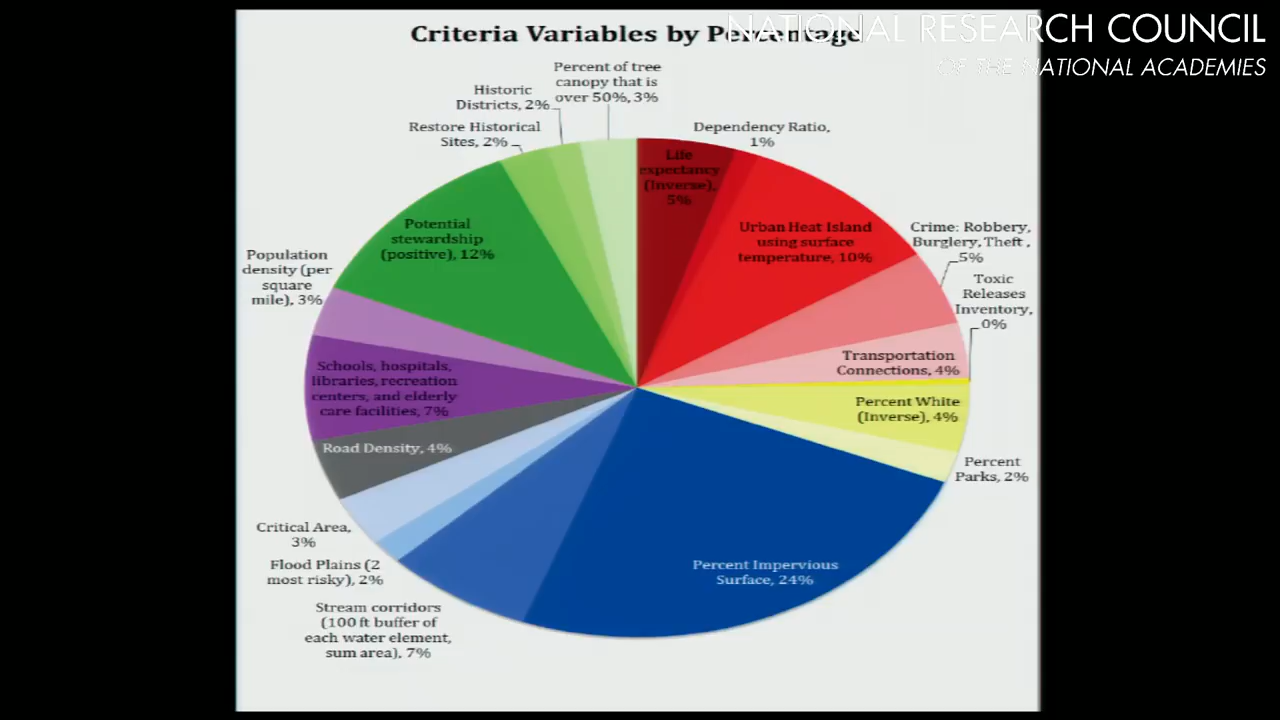 Criteria Variables by Percentage
NATIONAL RESEARCH COUNCIL
OF THE NATIONAL ACADEMIES
Percent of tree
canopy that is
over 50%, 3%
Historic
Districts, 2%
Restore Historical
Sites, 2%
Dependency Ratio,
1%
Life
expectancy
(Inverse),
5%
Urban Heat Island
using surface
temperature, 10%
Crime: Robbery,
Burglery, Theft ,
5%
Toxic
Releases
Inventory,
0%
Transportation
Connections, 4%
Percent White
(Inverse), 4%
Percent
Parks, 2%
Percent Impervious
Surface, 24%
Stream corridors
(100 ft buffer of
each water element,
sum area), 7%
Flood Plains (2
most risky), 2%
Critical Area,
3%
Road Density, 4%
Schools, hospitals,
libraries, recreation
centers, and elderly
care facilities, 7%
Population
density (per
square
mile), 3%
Potential
stewardship
(positive), 12%